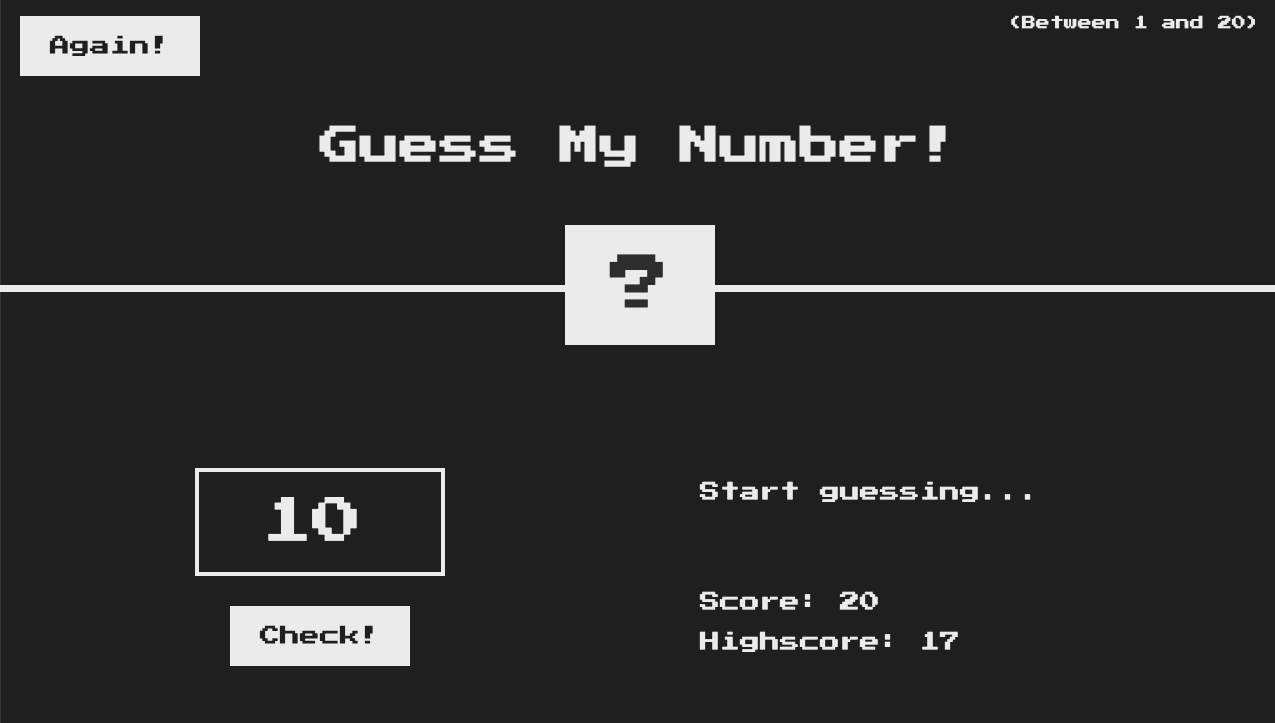 Again!
(Between 1 and 20)
Guess My Number!
?
10
Check!
Start guessing...
Score: 20
Highscore: 17